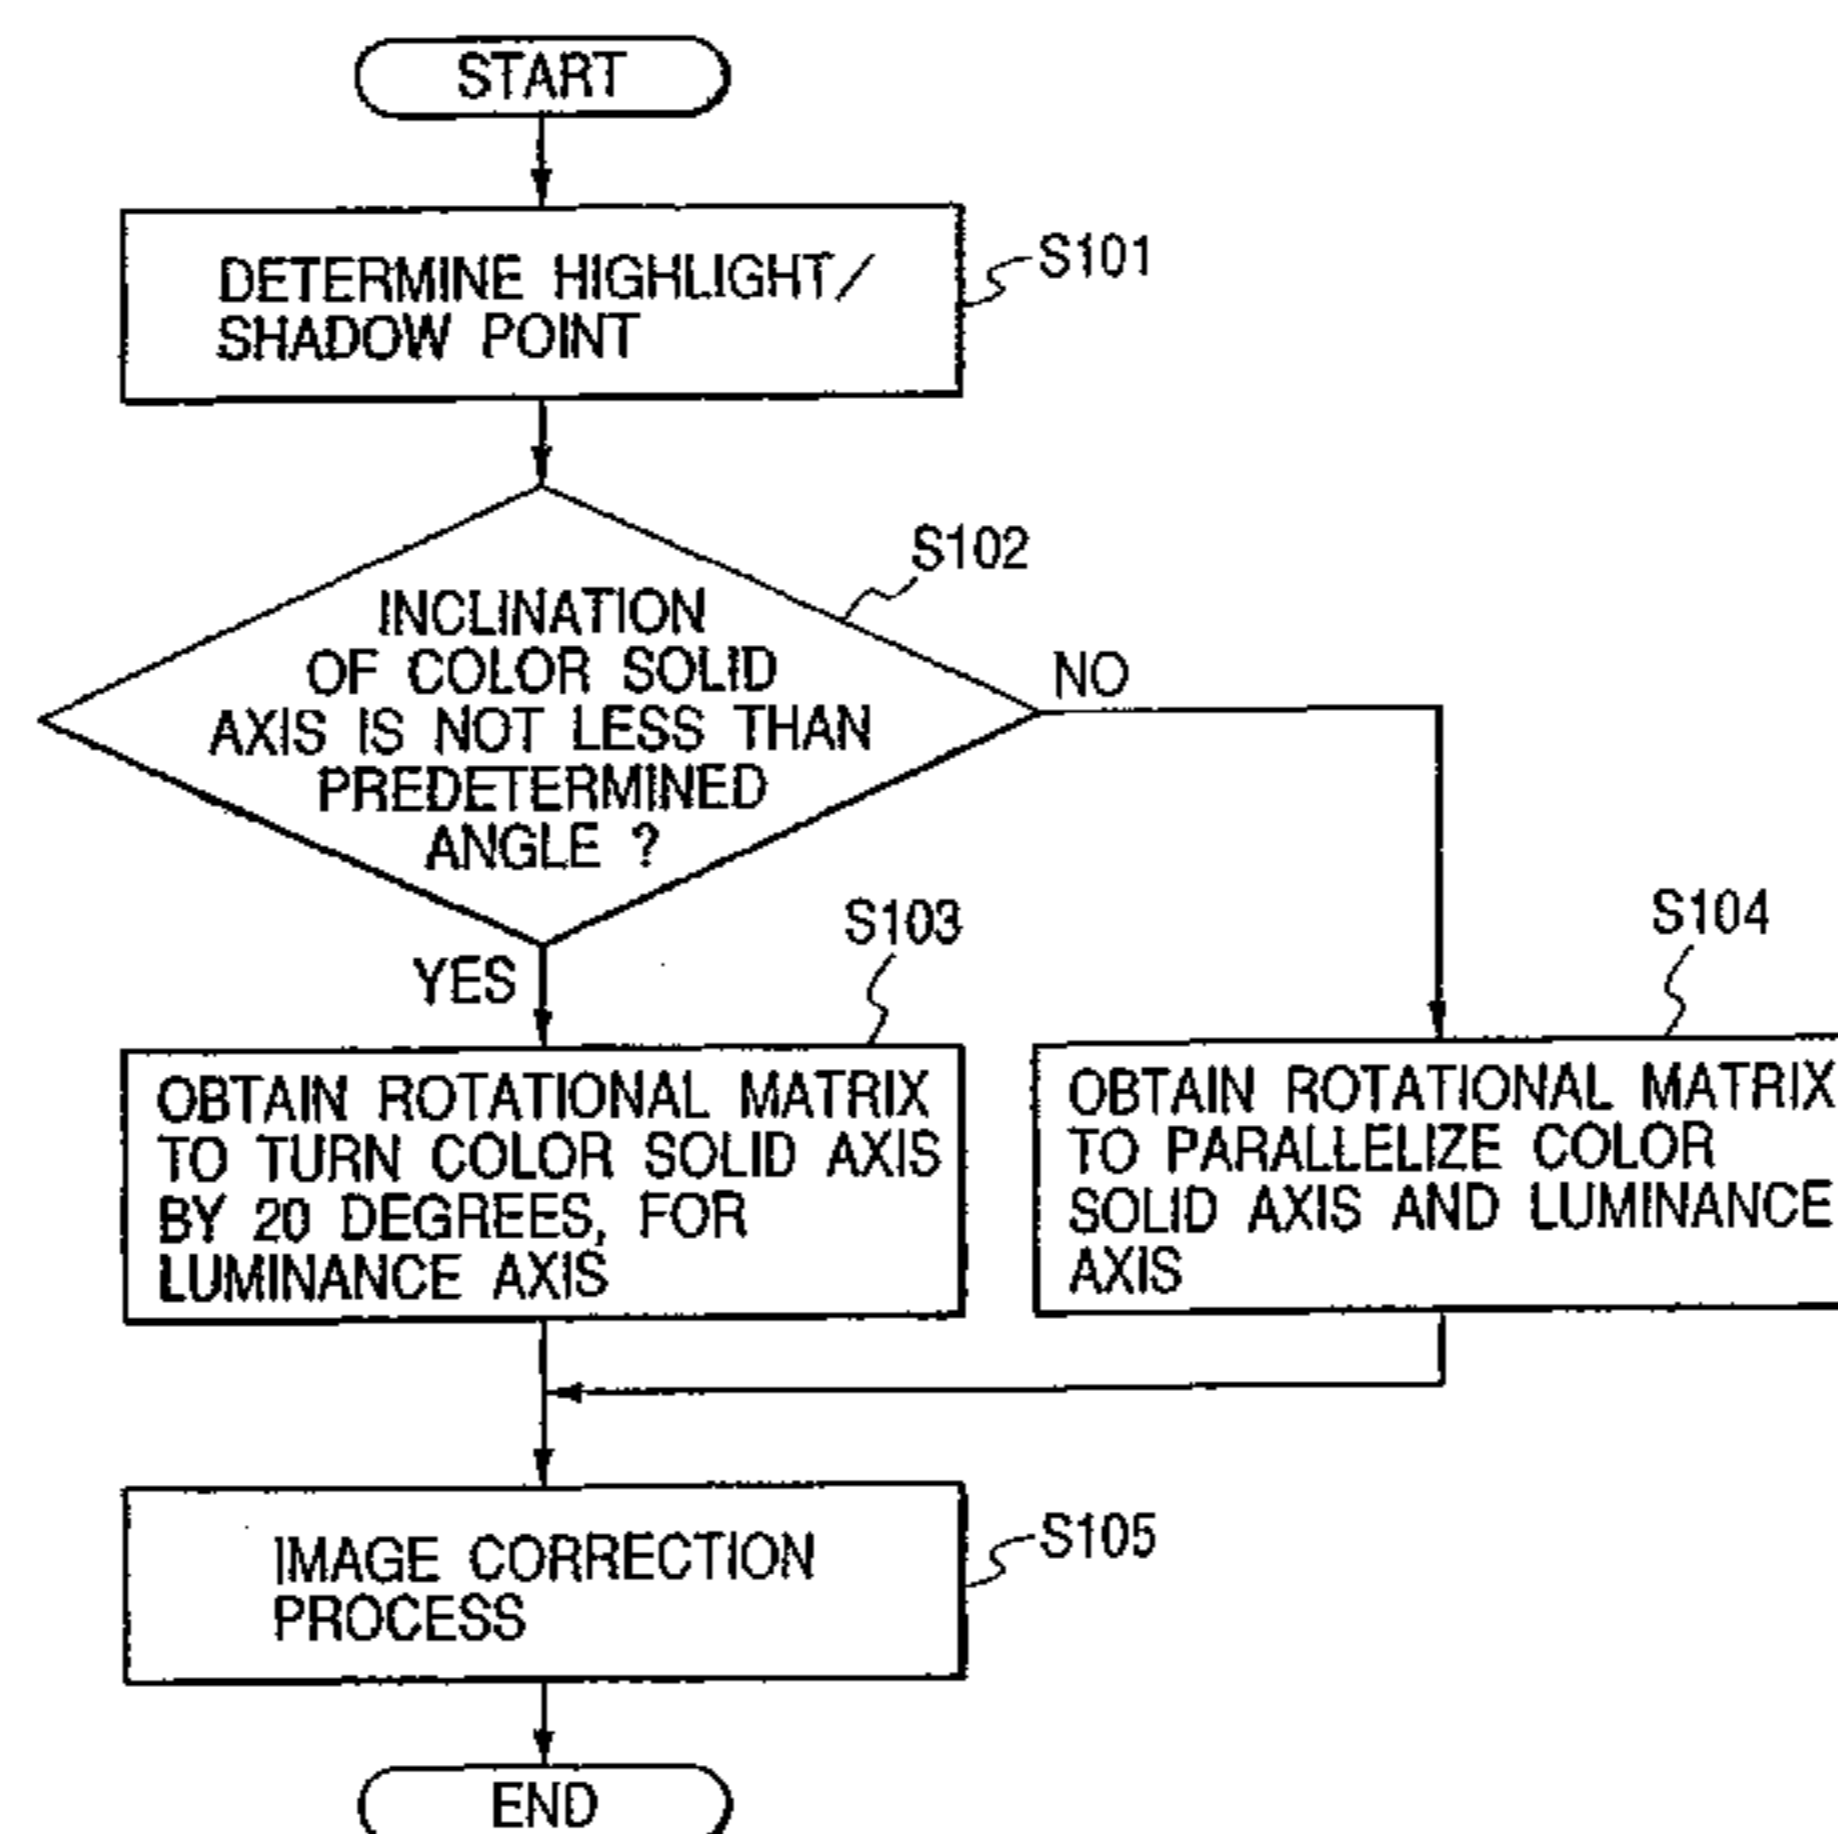 START
DETERMINE HIGHLIGHT/
SHADOW POINT
S101
S102
INCLINATION
OF COLOR SOLID
AXIS IS NOT LESS THAN
PREDETERMINED
ANGLE ?
NO
YES
S103
OBTAIN ROTATIONAL MATRIX
TO TURN COLOR SOLID AXIS
BY 20 DEGREES, FOR
LUMINANCE AXIS
S104
OBTAIN ROTATIONAL MATRIX
TO PARALLELIZE COLOR
SOLID AXIS AND LUMINANCE
AXIS
IMAGE CORRECTION
PROCESS
S105
END